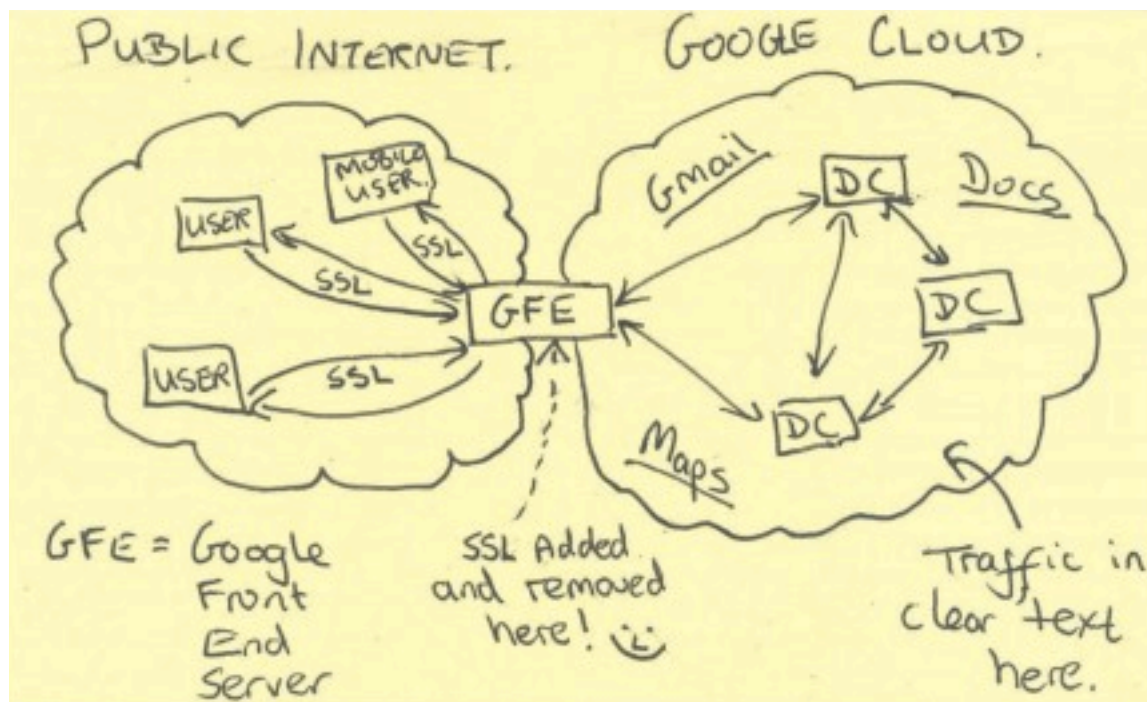 PUBLIC INTERNET.
GOOGLE CLOUD.
MOBILE
USER.
USER
SSL
SSL
USER
SSL
GFE
Gmail
DC
Docs
DC
DC
Maps
GFE = Google
Front
End
Server
SSL Added
and removed
here!
Traffic in
clear text
here.